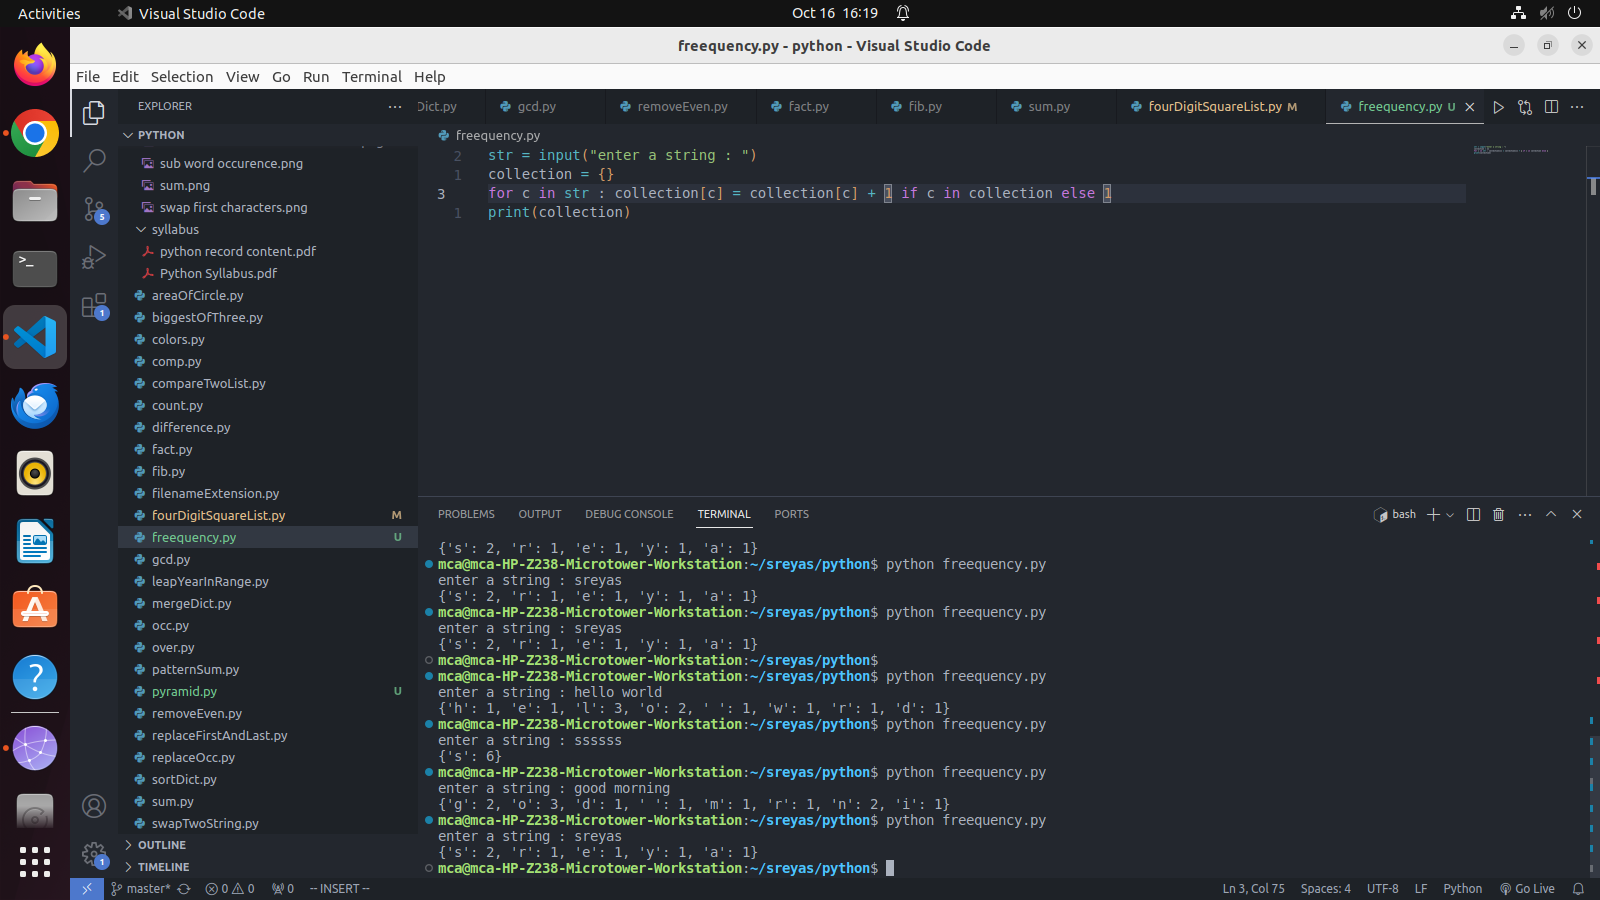 Activities
Visual Studio Code
Oct 16 16:19
freequency.py - python - Visual Studio Code
File Edit Selection View Go Run Terminal Help
EXPLORER
Dict.py gcd.py removeEven.py fact.py fib.py sum.py fourDigitSquareList.py M freequency.py U
PYTHON
freequency.py
sub word occurence.png
sum.png
swap first characters.png
syllabus
python record content.pdf
Python Syllabus.pdf
areaOfCircle.py
biggestOfThree.py
colors.py
comp.py
compareTwoList.py
count.py
difference.py
fact.py
fib.py
filenameExtension.py
fourDigitSquareList.py M
freequency.py U
gcd.py
leapYearInRange.py
mergeDict.py
occ.py
over.py
patternSum.py
pyramid.py U
removeEven.py
replaceFirstAndLast.py
replaceOcc.py
sortDict.py
sum.py
swapTwoString.py
OUTLINE
TIMELINE
5
1
1
2 str = input("enter a string : ")
1 collection = {}
3 for c in str : collection[c] = collection[c] + 1 if c in collection else 1
1 print(collection)
PROBLEMS OUTPUT DEBUG CONSOLE TERMINAL PORTS
bash
{'s': 2, 'r': 1, 'e': 1, 'y': 1, 'a': 1}
mca@mca-HP-Z238-Microtower-Workstation:~/sreyas/python$ python freequency.py
enter a string : sreyas
{'s': 2, 'r': 1, 'e': 1, 'y': 1, 'a': 1}
mca@mca-HP-Z238-Microtower-Workstation:~/sreyas/python$ python freequency.py
enter a string : sreyas
{'s': 2, 'r': 1, 'e': 1, 'y': 1, 'a': 1}
mca@mca-HP-Z238-Microtower-Workstation:~/sreyas/python$
mca@mca-HP-Z238-Microtower-Workstation:~/sreyas/python$ python freequency.py
enter a string : hello world
{'h': 1, 'e': 1, 'l': 3, 'o': 2, ' ': 1, 'w': 1, 'r': 1, 'd': 1}
mca@mca-HP-Z238-Microtower-Workstation:~/sreyas/python$ python freequency.py
enter a string : ssssss
{'s': 6}
mca@mca-HP-Z238-Microtower-Workstation:~/sreyas/python$ python freequency.py
enter a string : good morning
{'g': 2, 'o': 3, 'd': 1, ' ': 1, 'm': 1, 'r': 1, 'n': 2, 'i': 1}
mca@mca-HP-Z238-Microtower-Workstation:~/sreyas/python$ python freequency.py
enter a string : sreyas
{'s': 2, 'r': 1, 'e': 1, 'y': 1, 'a': 1}
mca@mca-HP-Z238-Microtower-Workstation:~/sreyas/python$
master* 0 0 0 -- INSERT -- Ln 3, Col 75 Spaces: 4 UTF-8 LF Python Go Live